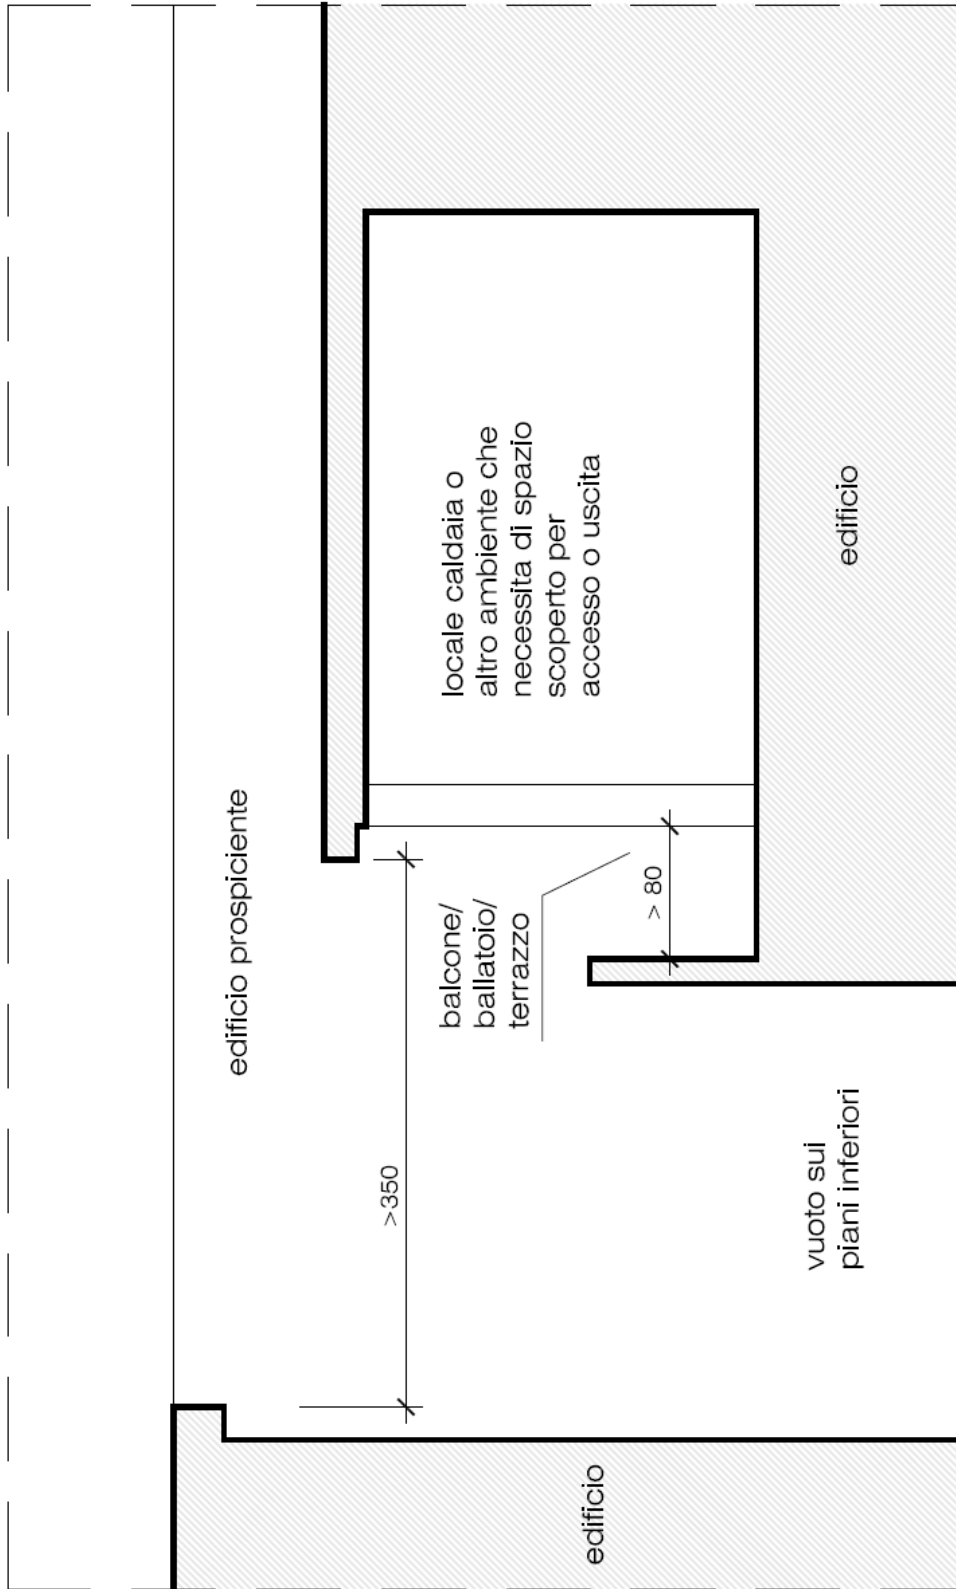 edificio prospiciente
locale caldaia o
altro ambiente che
necessita di spazio
scoperto per
accesso o uscita
edificio
balcone/
ballatoio/
terrazzo
> 80
>350
vuoto sui
piani inferiori
edificio